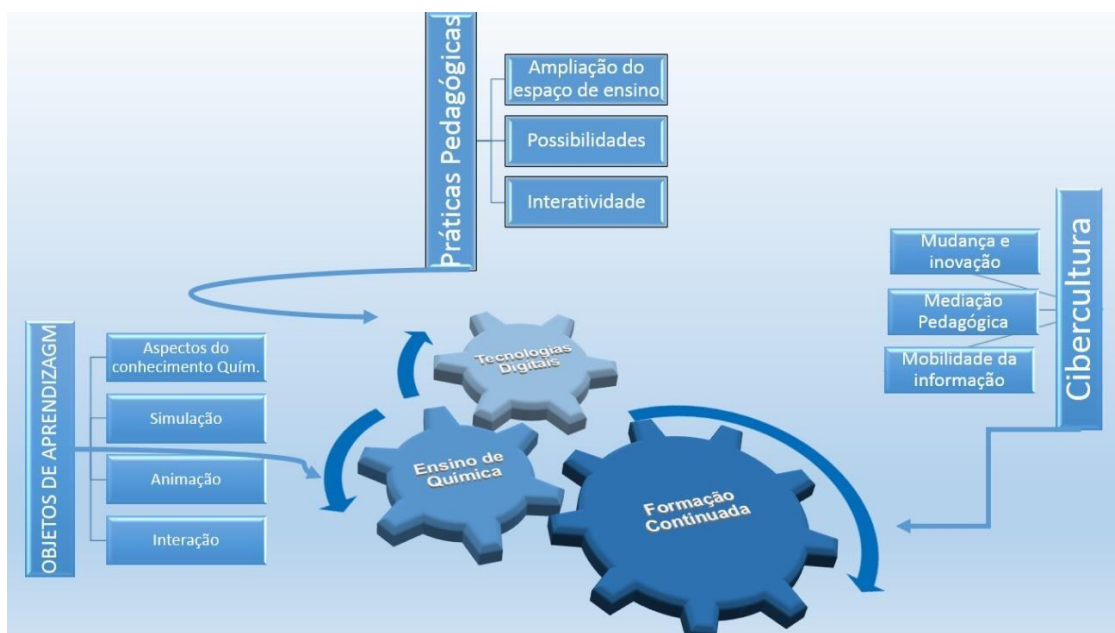 Práticas Pedagógicas
Ampliação do
espaço de ensino
Possibilidades
Interatividade
Cibercultura
Mudança e
inovação
Mediação
Pedagógica
Mobilidade da
informação
OBJETOS DE APRENDIZAGM
Aspectos do
conhecimento Quím.
Simulação
Animação
Interação
Tecnologias
Digitais
Ensino de
Química
Formação
Continuada